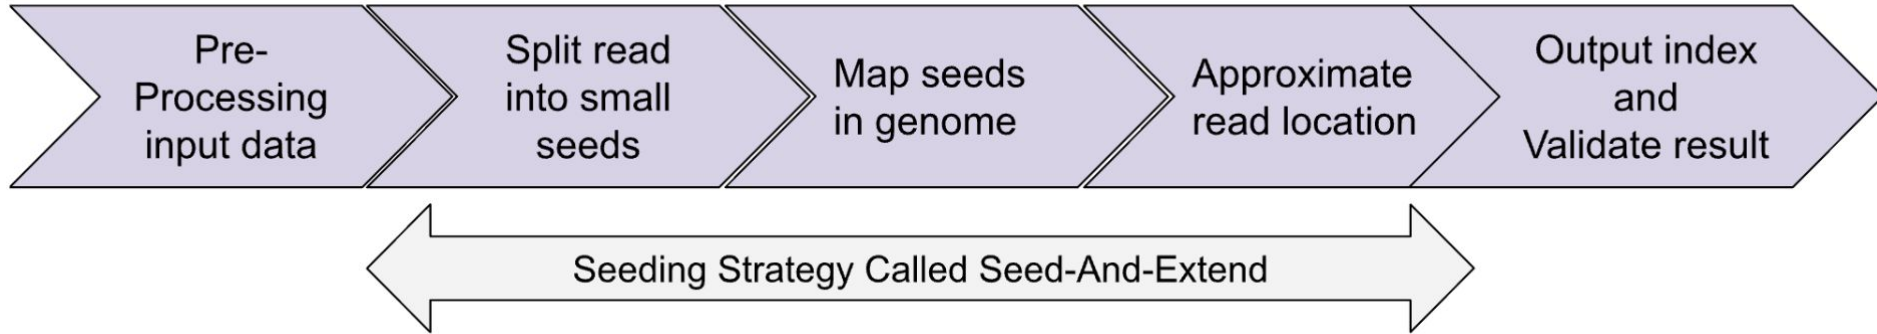 Pre-
Processing
input data
Split read
into small
seeds
Map seeds
in genome
Approximate
read location
Output index
and
Validate result
Seeding Strategy Called Seed-And-Extend